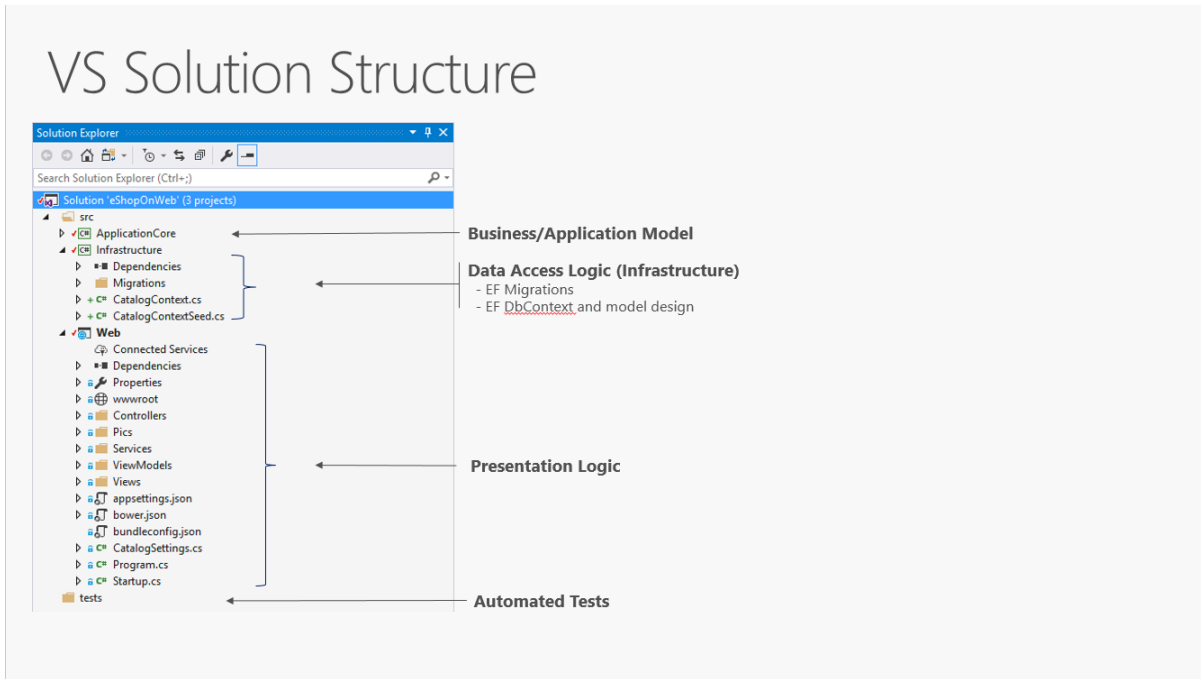 VS Solution Structure
Solution Explorer
Search Solution Explorer (Ctrl+;)
Solution 'eShopOnWeb' (3 projects)
src
ApplicationCore
Infrastructure
Dependencies
Migrations
CatalogContext.cs
CatalogContextSeed.cs
Web
Connected Services
Dependencies
Properties
wwwroot
Controllers
Pics
Services
ViewModels
Views
appsettings.json
bower.json
bundleconfig.json
CatalogSettings.cs
Program.cs
Startup.cs
tests
Business/Application Model
Data Access Logic (Infrastructure)
- EF Migrations
- EF DbContext and model design
Presentation Logic
Automated Tests